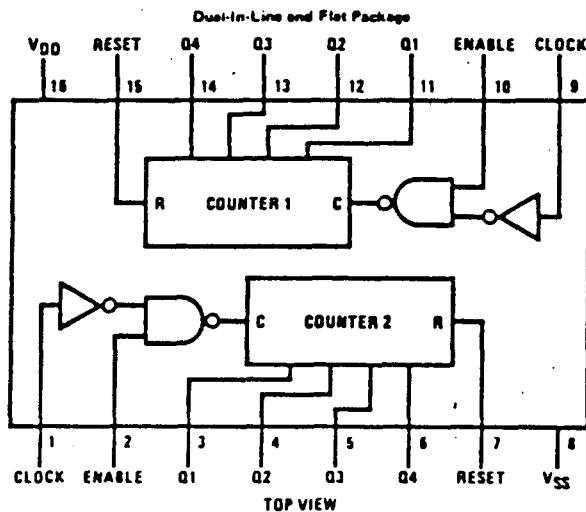 Dual-In-Line and Flat Package
VDD RESET Q4 Q3 Q2 Q1 ENABLE CLOCK
16 15 14 13 12 11 10 9
R COUNTER 1 C
C COUNTER 2 R
1 2 3 4 5 6 7 8
CLOCK ENABLE Q1 Q2 Q3 Q4 RESET VSS
TOP VIEW